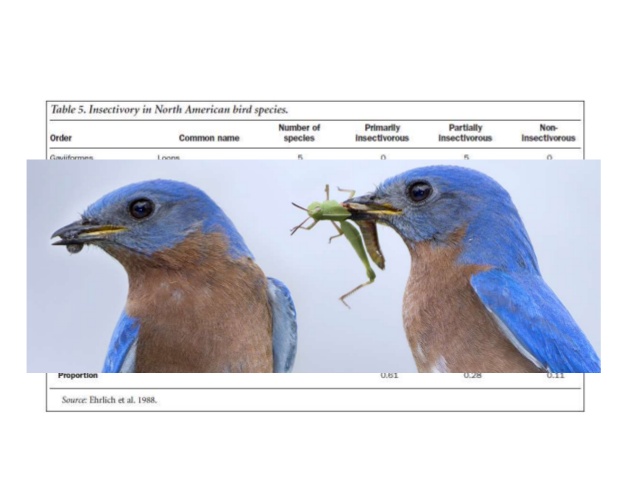 Table 5. Insectivory in North American bird species.
Number of Primarily Partially Non-
Order Common name species insectivorous insectivorous insectivorous
Gaviiformes Loons 5 0 5 0
Proportion 0.61 0.28 0.11
Source: Ehrlich et al. 1988.